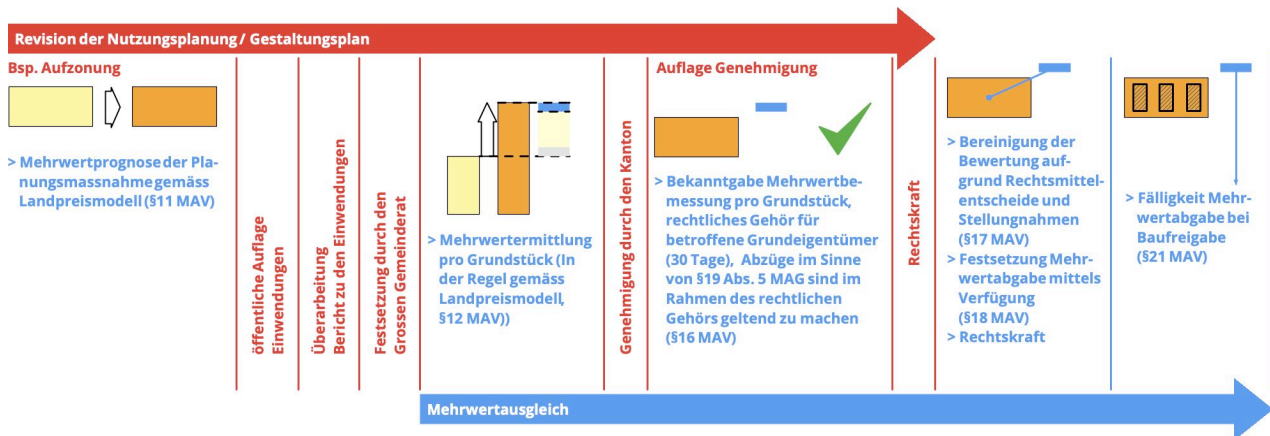 Revision der Nutzungsplanung / Gestaltungsplan
Bsp. Aufzonung
> Mehrwertprognose der Pla-
nungsmassnahme gemäss
Landpreismodell (§11 MAV)
öffentliche Auflage
Einwendungen
Überarbeitung
Bericht zu den Einwendungen
Festsetzung durch den
Grossen Gemeinderat
> Mehrwertermittlung
pro Grundstück (In
der Regel gemäss
Landpreismodell,
§12 MAV))
Genehmigung durch den Kanton
Auflage Genehmigung
> Bekanntgabe Mehrwertbe-
messung pro Grundstück,
rechtliches Gehör für
betroffene Grundeigentümer
(30 Tage), Abzüge im Sinne
von §19 Abs. 5 MAG sind im
Rahmen des rechtlichen
Gehörs geltend zu machen
(§16 MAV)
Rechtskraft
> Bereinigung der
Bewertung auf-
grund Rechtsmittel-
entscheide und
Stellungnahmen
(§17 MAV)
> Festsetzung Mehr-
wertabgabe mittels
Verfügung
(§18 MAV)
> Rechtskraft
> Fälligkeit Mehr-
wertabgabe bei
Baufreigabe
(§21 MAV)
Mehrwertausgleich